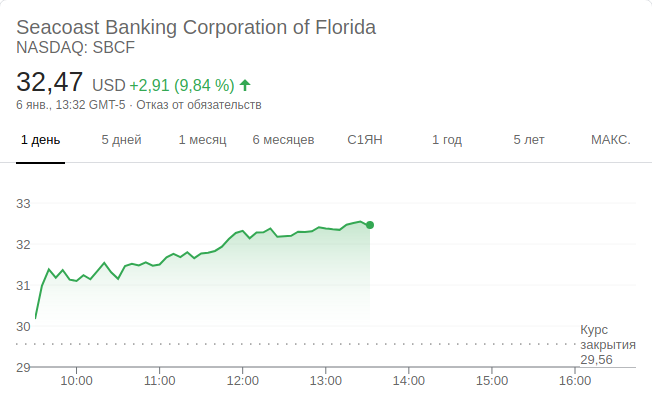 Seacoast Banking Corporation of Florida
NASDAQ: SBCF
32,47 USD +2,91 (9,84 %)
6 янв., 13:32 GMT-5 · Отказ от обязательств
1 день 5 дней 1 месяц 6 месяцев С1ЯН 1 год 5 лет МАКС.
33
32
31
30
Курс
закрытия
29,56
29
10:00 11:00 12:00 13:00 14:00 15:00 16:00